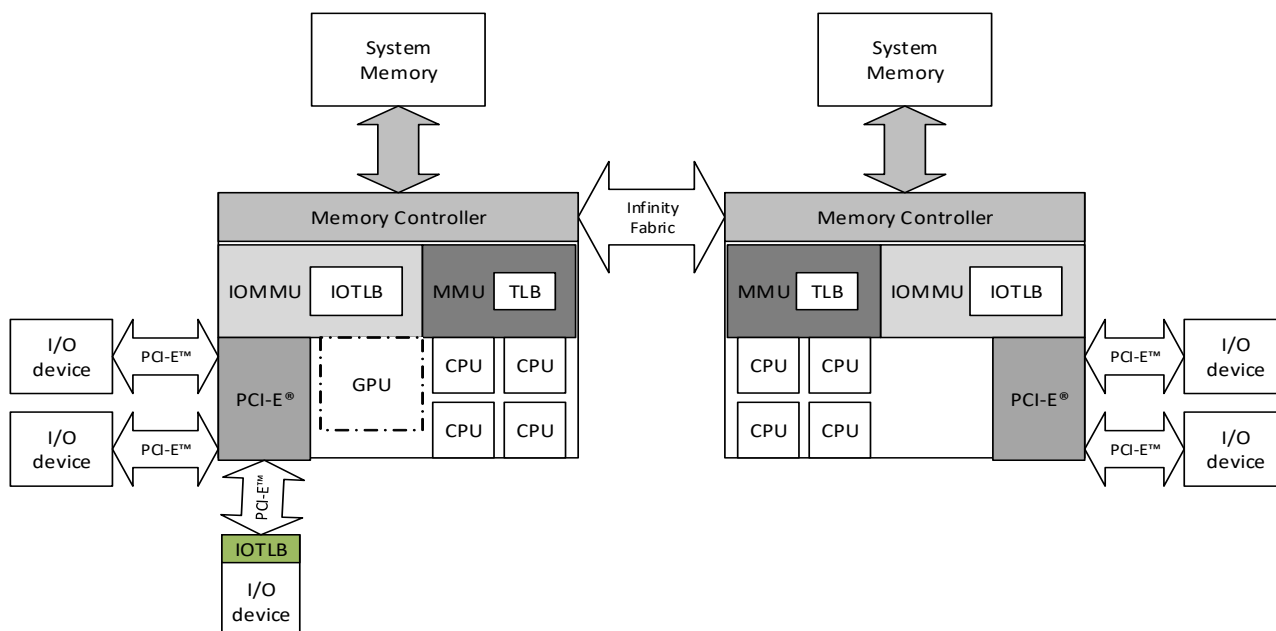 System
Memory
System
Memory
Memory Controller
Infinity
Fabric
Memory Controller
IOMMU
IOTLB
MMU
TLB
MMU
TLB
IOMMU
IOTLB
I/O
device
PCI-E™
PCI-E®
GPU
CPU
CPU
CPU
CPU
CPU
CPU
CPU
CPU
PCI-E®
PCI-E™
I/O
device
I/O
device
PCI-E™
PCI-E™
I/O
device
PCI-E™
IOTLB
I/O
device